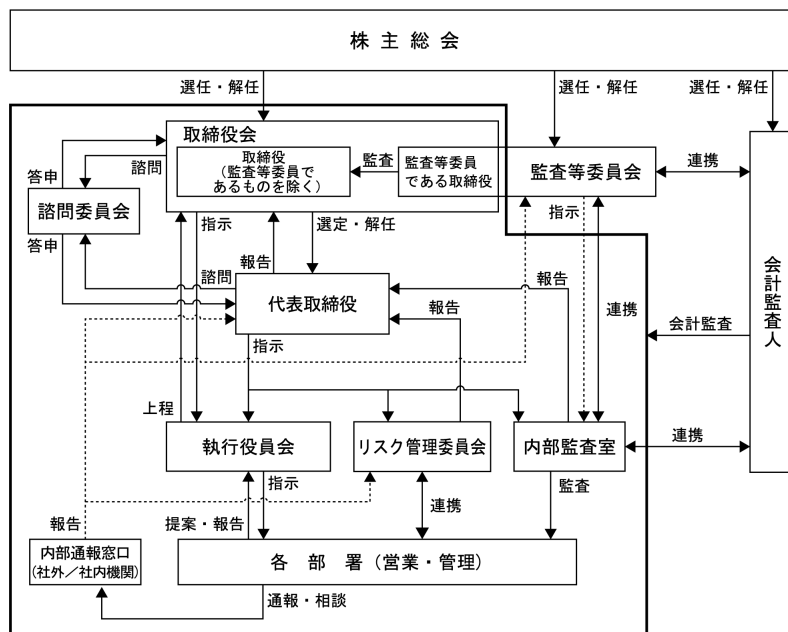 株主総会
選任・解任
選任・解任
選任・解任
取締役会
取締役
(監査等委員で
あるものを除く)
監査
監査等委員
である取締役
監査等委員会
連携
答申
諮問
諮問委員会
答申
指示
選定・解任
指示
報告
諮問
代表取締役
報告
報告
連携
会計監査
会計監査人
指示
上程
執行役員会
リスク管理委員会
内部監査室
連携
指示
監査
報告
提案・報告
連携
内部通報窓口
(社外/社内機関)
各部署(営業・管理)
通報・相談